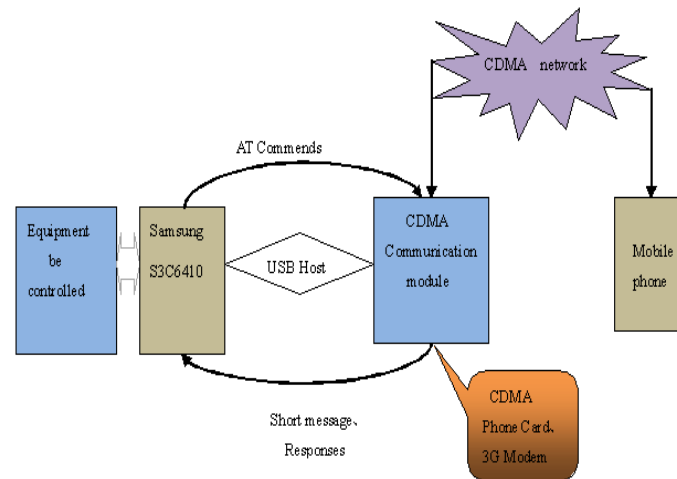 CDMA network
AT Commends
Equipment
be
controlled
Samsung
S3C6410
USB Host
CDMA
Communication
module
Mobile
phone
Short message、
Responses
CDMA
Phone Card、
3G Modem